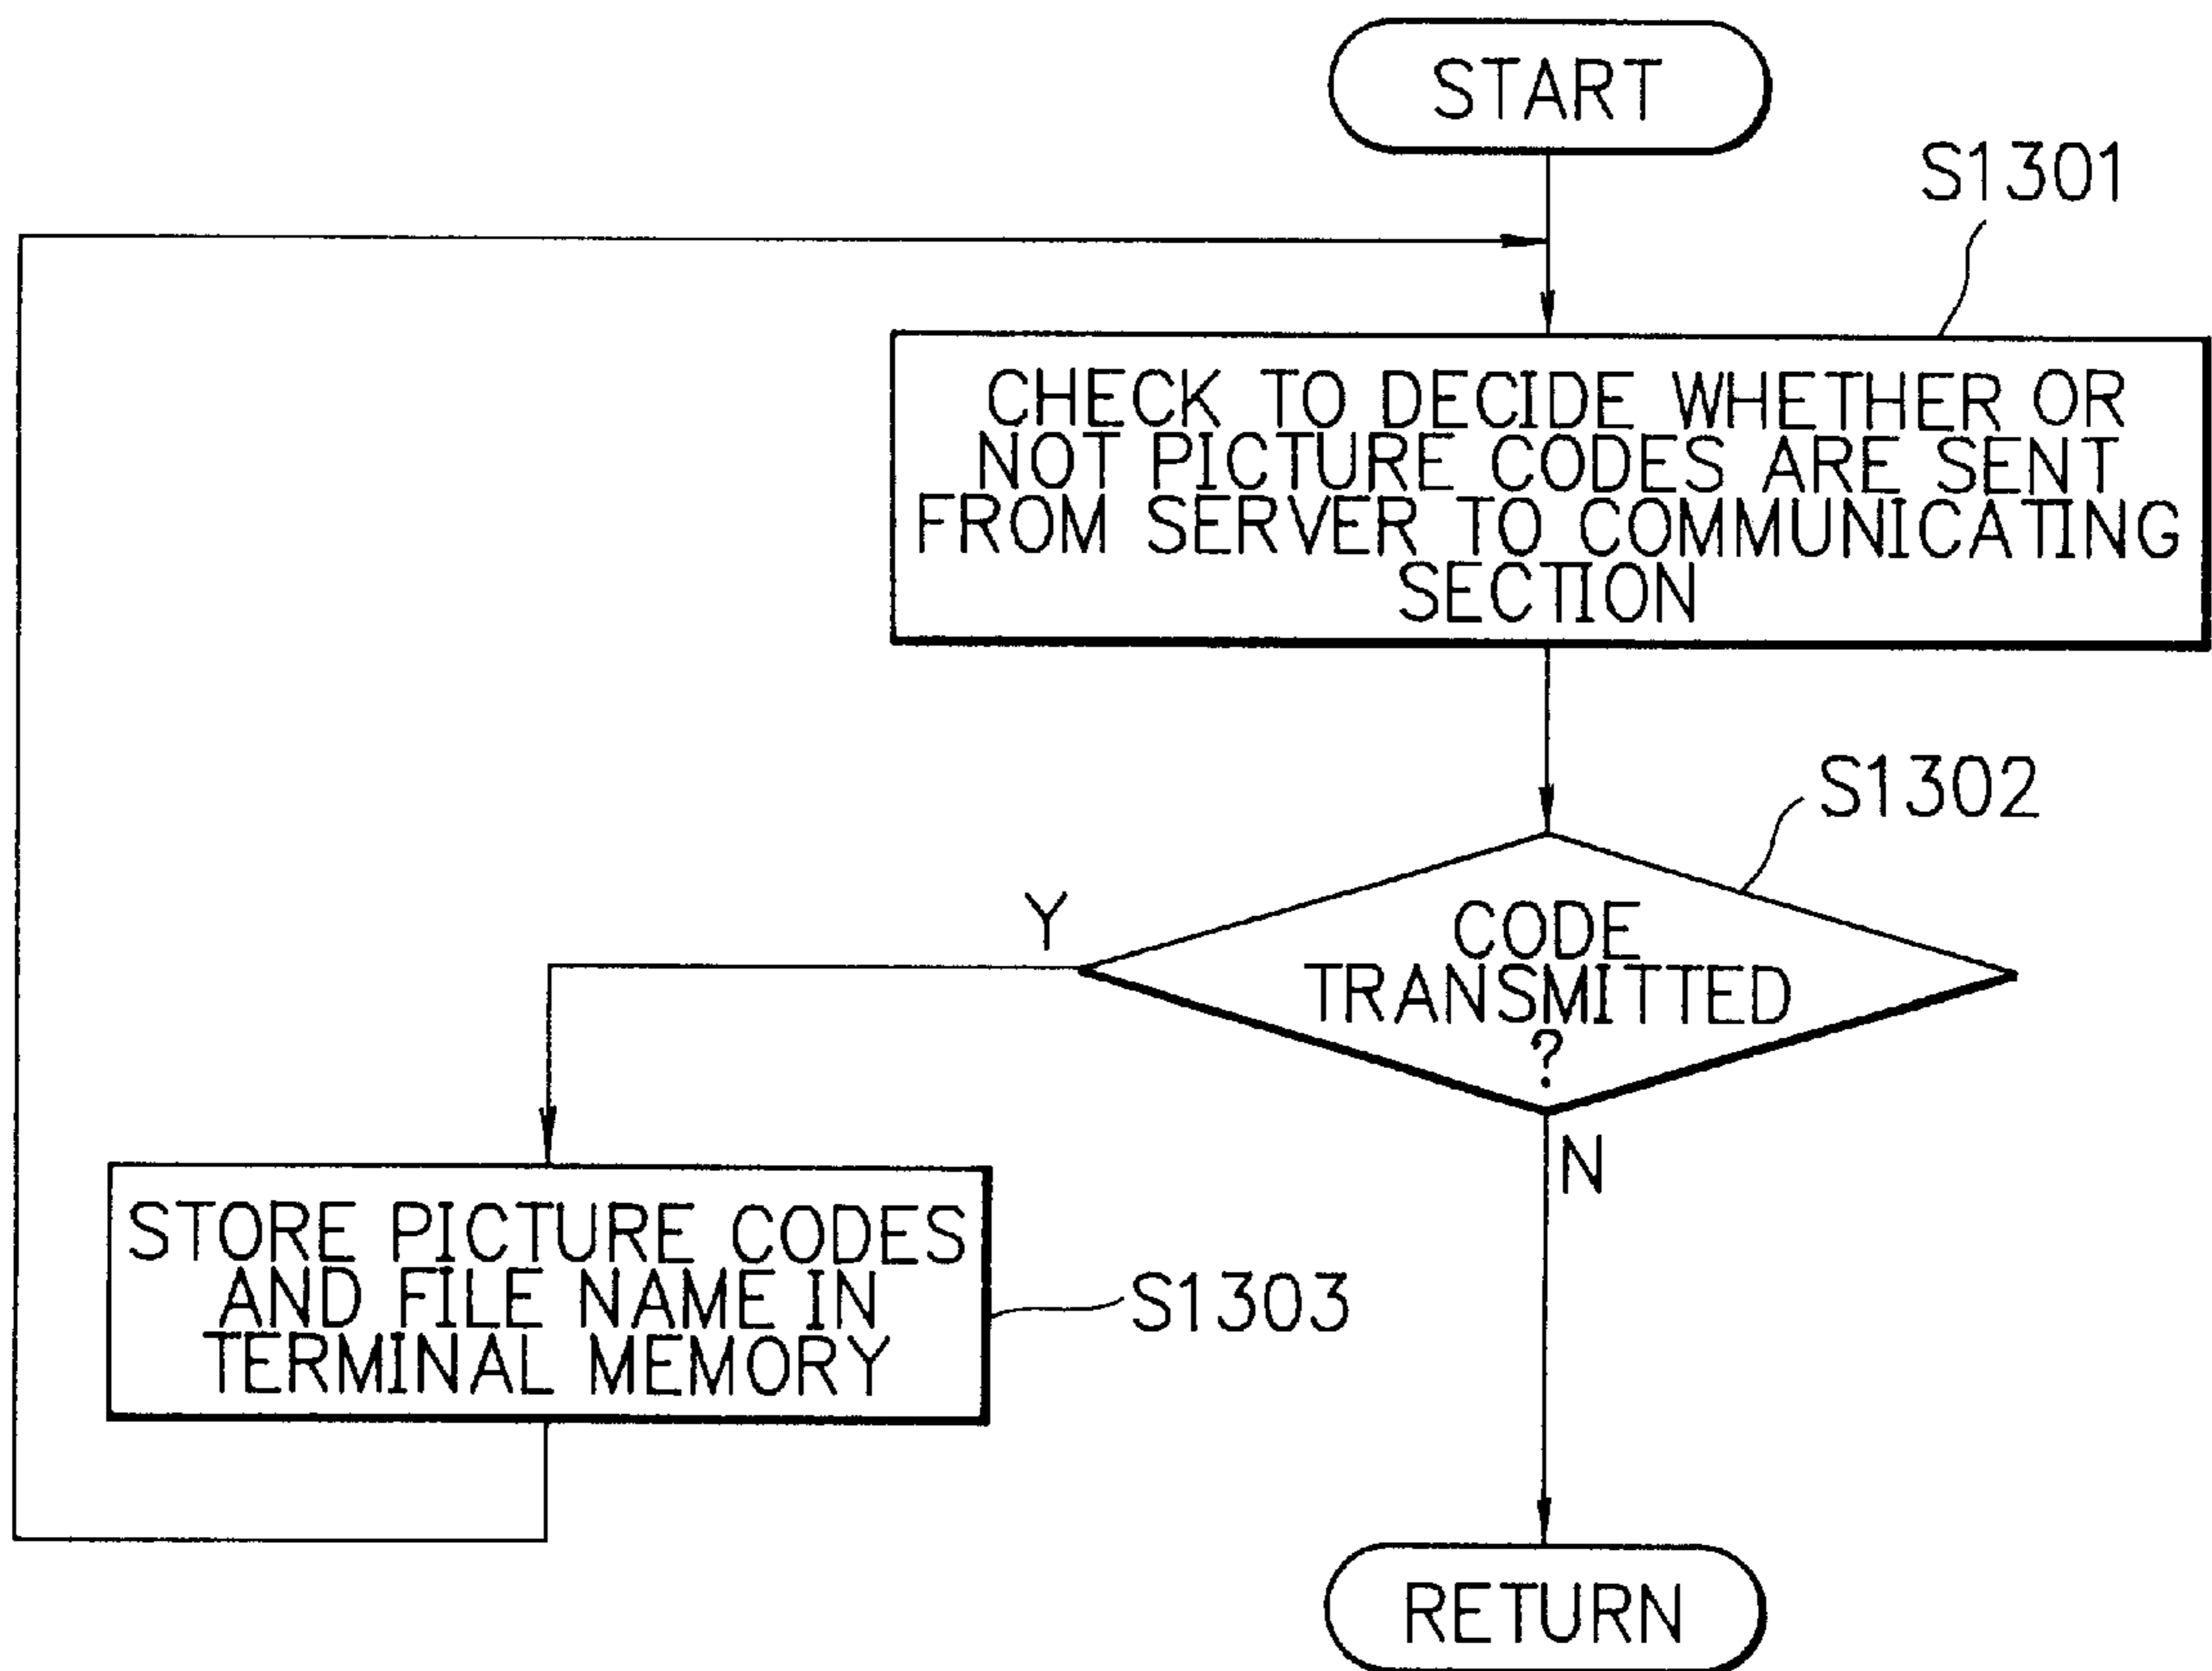 START
S1301
CHECK TO DECIDE WHETHER OR
NOT PICTURE CODES ARE SENT
FROM SERVER TO COMMUNICATING
SECTION
S1302
Y
CODE
TRANSMITTED
?
N
STORE PICTURE CODES
AND FILE NAME IN
TERMINAL MEMORY
S1303
RETURN